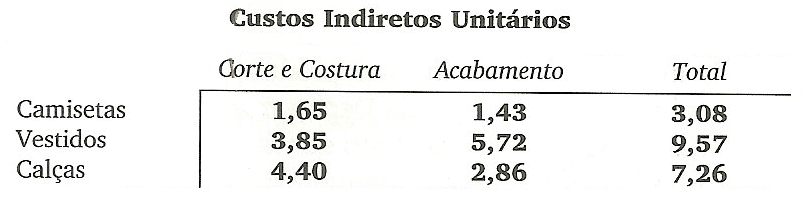 Custos Indiretos Unitários
Corte e Costura Acabamento Total
Camisetas 1,65 1,43 3,08
Vestidos 3,85 5,72 9,57
Calças 4,40 2,86 7,26